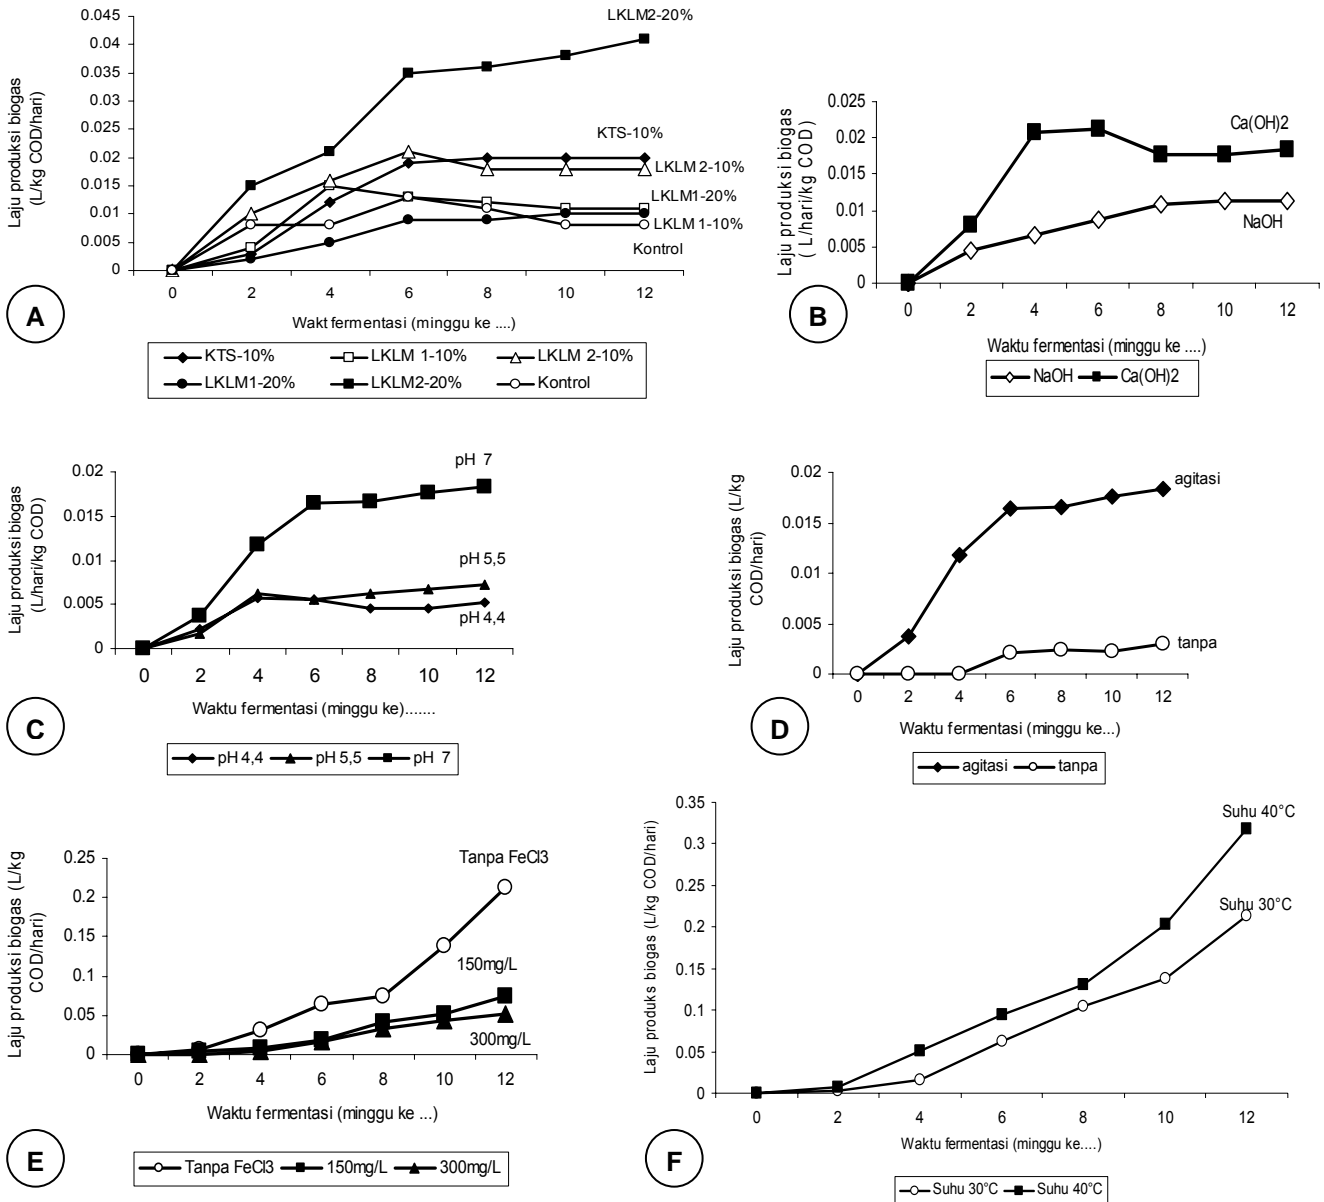 Laju produksi biogas
(L/kg COD/hari)
0.045
0.04
0.035
0.03
0.025
0.02
0.015
0.01
0.005
0
LKLM2-20%
KTS-10%
LKLM 2-10%
LKLM1-20%
LKLM 1-10%
Kontrol
0 2 4 6 8 10 12
Wakt fermentasi (minggu ke ....)
A
KTS-10% LKLM 1-10% LKLM 2-10%
LKLM1-20% LKLM2-20% Kontrol
Laju produksi biogas
( L/hari/kg COD)
0.025
0.02
0.015
0.01
0.005
0
Ca(OH)2
NaOH
0 2 4 6 8 10 12
Waktu fermentasi (minggu ke ....)
B
NaOH Ca(OH)2
Laju produksi biogas
(L/hari/kg COD)
0.02
0.015
0.01
0.005
0
pH 7
pH 5,5
pH 4,4
0 2 4 6 8 10 12
Waktu fermentasi (minggu ke).......
C
pH 4,4 pH 5,5 pH 7
Laju produksi biogas (L/kg
COD/hari)
0.02
0.015
0.01
0.005
0
agitasi
tanpa
0 2 4 6 8 10 12
Waktu fermentasi (minggu ke...)
D
agitasi tanpa
Laju produksi biogas (L/kg
COD/hari)
0.25
0.2
0.15
0.1
0.05
0
Tanpa FeCl3
150mg/L
300mg/L
0 2 4 6 8 10 12
Waktu fermentasi (minggu ke ...)
E
Tanpa FeCl3 150mg/L 300mg/L
Laju produks biogas (L/kg COD/hari)
0.35
0.3
0.25
0.2
0.15
0.1
0.05
0
Suhu 40°C
Suhu 30°C
0 2 4 6 8 10 12
Waktu fermentasi (minggu ke....)
F
Suhu 30°C Suhu 40°C